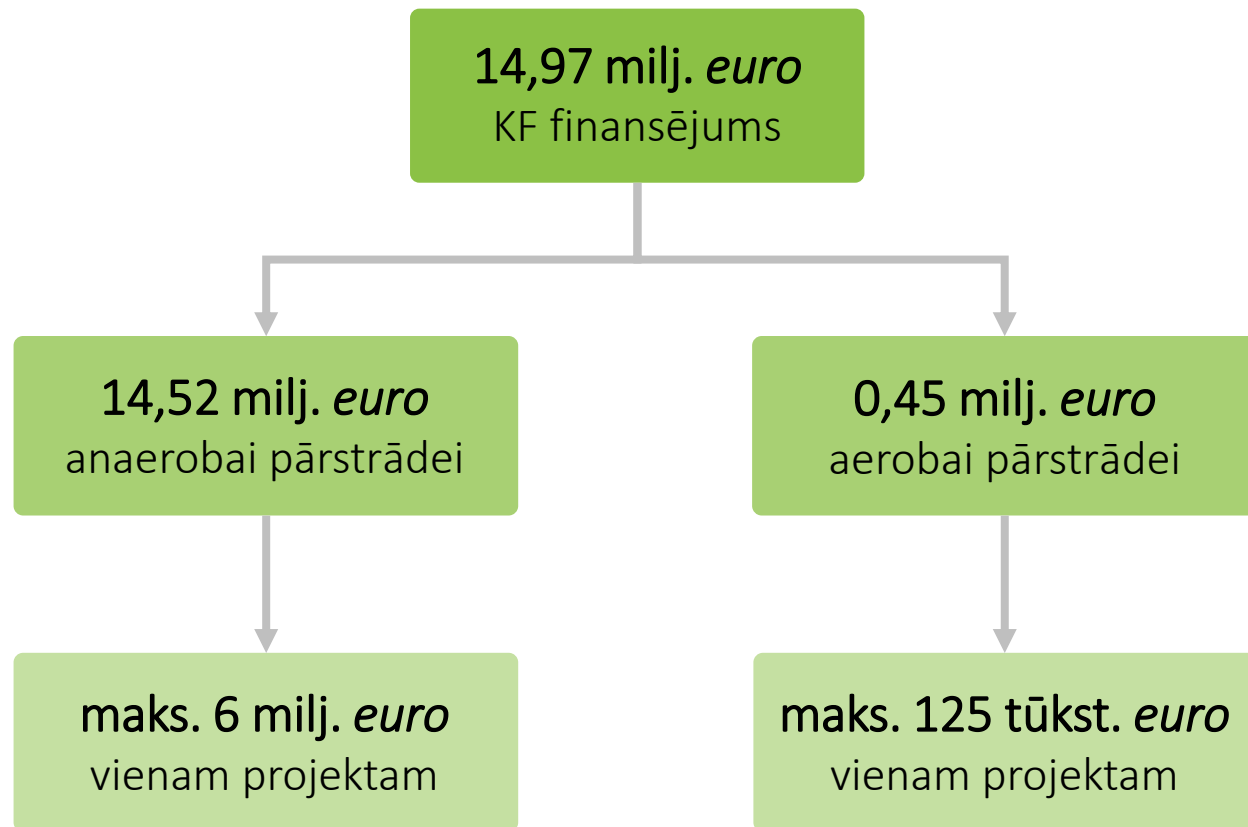 14,97 milj. euro
KF finansējums
14,52 milj. euro
anaerobai pārstrādei
0,45 milj. euro
aerobai pārstrādei
maks. 6 milj. euro
vienam projektam
maks. 125 tūkst. euro
vienam projektam